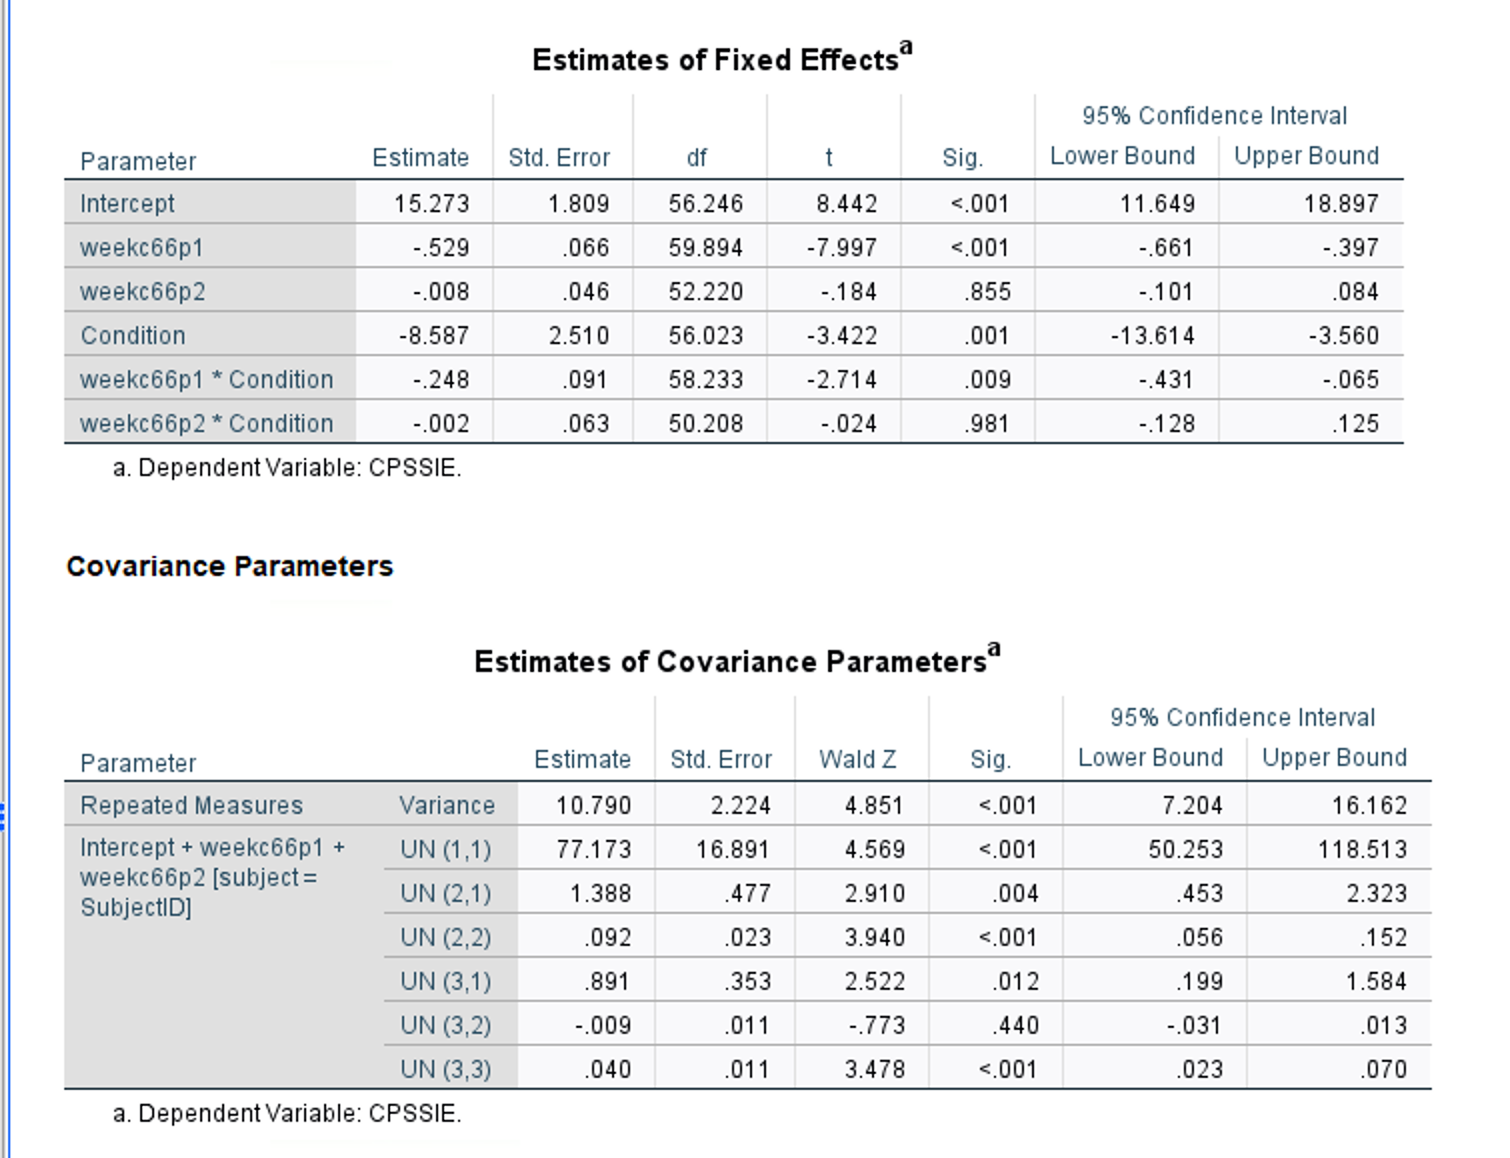 Estimates of Fixed Effectsa
95% Confidence Interval
Parameter Estimate Std. Error df t Sig. Lower Bound Upper Bound
Intercept 15.273 1.809 56.246 8.442 <.001 11.649 18.897
weekc66p1 -.529 .066 59.894 -7.997 <.001 -.661 -.397
weekc66p2 -.008 .046 52.220 -.184 .855 -.101 .084
Condition -8.587 2.510 56.023 -3.422 .001 -13.614 -3.560
weekc66p1 * Condition -.248 .091 58.233 -2.714 .009 -.431 -.065
weekc66p2 * Condition -.002 .063 50.208 -.024 .981 -.128 .125
a. Dependent Variable: CPSSIE.
Covariance Parameters
Estimates of Covariance Parametersa
95% Confidence Interval
Parameter Estimate Std. Error Wald Z Sig. Lower Bound Upper Bound
Repeated Measures Variance 10.790 2.224 4.851 <.001 7.204 16.162
Intercept + weekc66p1 + UN (1,1) 77.173 16.891 4.569 <.001 50.253 118.513
weekc66p2 [subject =
SubjectID] UN (2,1) 1.388 .477 2.910 .004 .453 2.323
UN (2,2) .092 .023 3.940 <.001 .056 .152
UN (3,1) .891 .353 2.522 .012 .199 1.584
UN (3,2) -.009 .011 -.773 .440 -.031 .013
UN (3,3) .040 .011 3.478 <.001 .023 .070
a. Dependent Variable: CPSSIE.